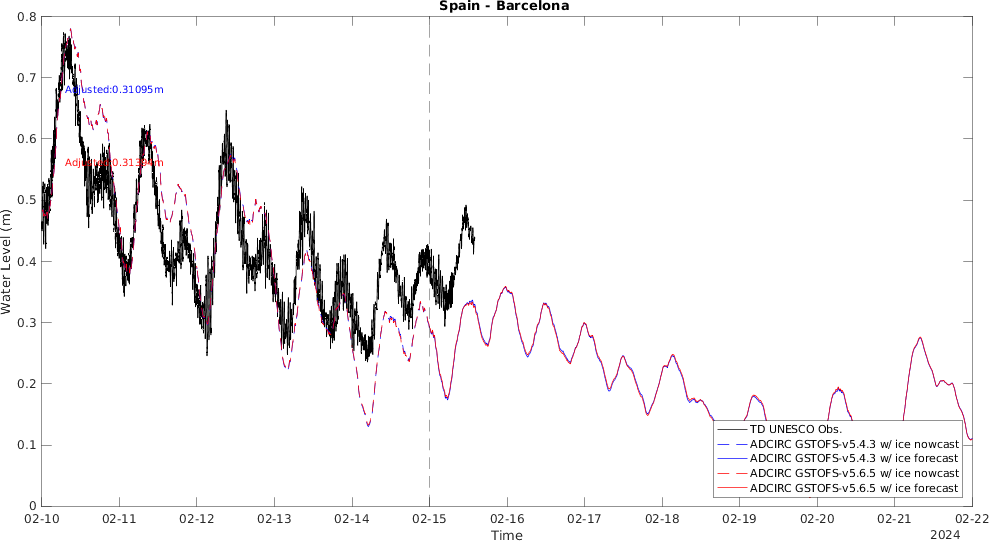 Spain - Barcelona
0.8
0.7
0.6
0.5
0.4
0.3
0.2
0.1
0
Water Level (m)
Adjusted:0.31095m
TD UNESCO Obs.
ADCIRC GSTOFS-v5.4.3 w/ ice nowcast
ADCIRC GSTOFS-v5.4.3 w/ ice forecast
ADCIRC GSTOFS-v5.6.5 w/ ice nowcast
ADCIRC GSTOFS-v5.6.5 w/ ice forecast
02-10 02-11 02-12 02-13 02-14 02-15 02-16 02-17 02-18 02-19 02-20 02-21 02-22
Time
2024